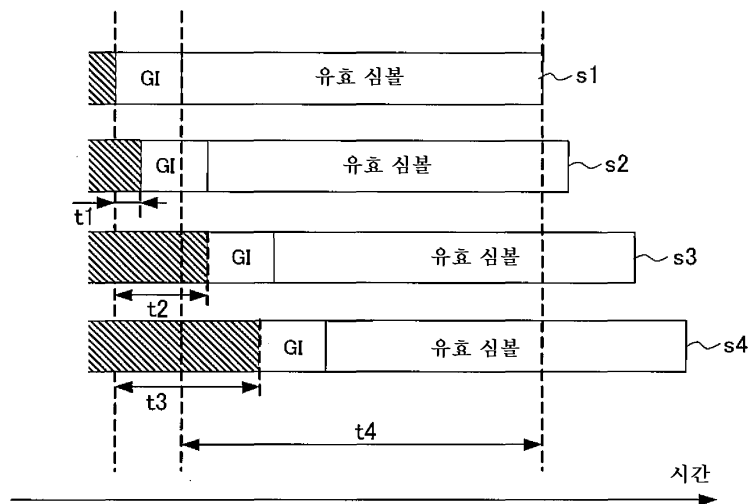 GI 유효 심볼 s1
GI 유효 심볼 s2
t1
GI 유효 심볼 s3
t2
GI 유효 심볼 s4
t3
t4
시간